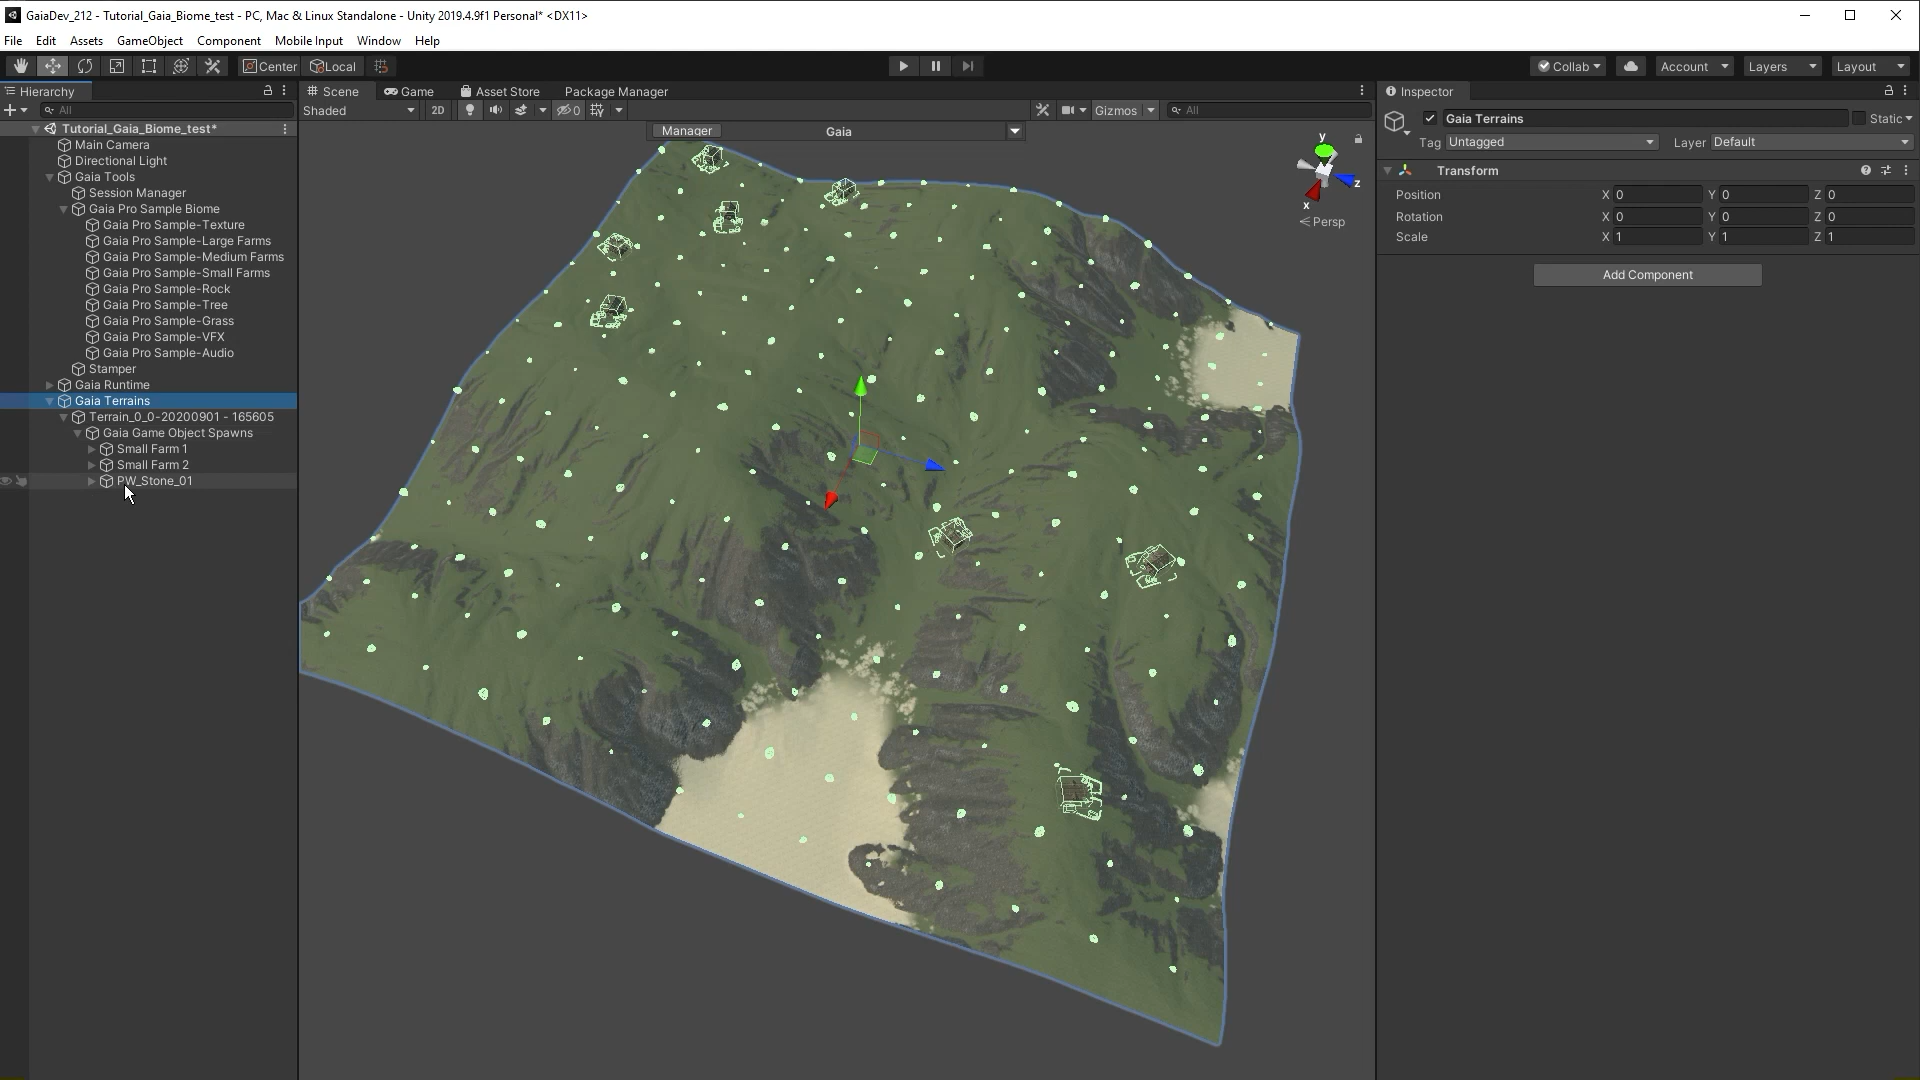 GaiaDev_212 - Tutorial_Gaia_Biome_test - PC, Mac & Linux Standalone - Unity 2019.4.9f1 Personal* <DX11>
File Edit Assets GameObject Component Mobile Input Window Help
Center Local Collab Account Layers Layout
Hierarchy
All
Tutorial_Gaia_Biome_test*
Main Camera
Directional Light
Gaia Tools
Session Manager
Gaia Pro Sample Biome
Gaia Pro Sample-Texture
Gaia Pro Sample-Large Farms
Gaia Pro Sample-Medium Farms
Gaia Pro Sample-Small Farms
Gaia Pro Sample-Rock
Gaia Pro Sample-Tree
Gaia Pro Sample-Grass
Gaia Pro Sample-VFX
Gaia Pro Sample-Audio
Stamper
Gaia Runtime
Gaia Terrains
Terrain_0_0-20200901 - 165605
Gaia Game Object Spawns
Small Farm 1
Small Farm 2
PW_Stone_01
Scene Game Asset Store Package Manager
Shaded 2D 0 Gizmos All
Manager Gaia
y
z
x
Persp
Inspector
Gaia Terrains Static
Tag Untagged Layer Default
Transform
Position X 0 Y 0 Z 0
Rotation X 0 Y 0 Z 0
Scale X 1 Y 1 Z 1
Add Component